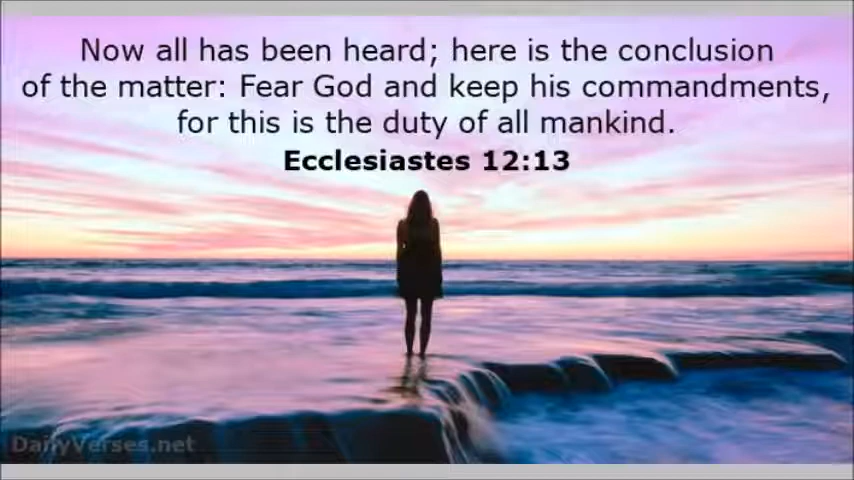 Now all has been heard; here is the conclusion
of the matter: Fear God and keep his commandments,
for this is the duty of all mankind.
Ecclesiastes 12:13
DailyVerses.net